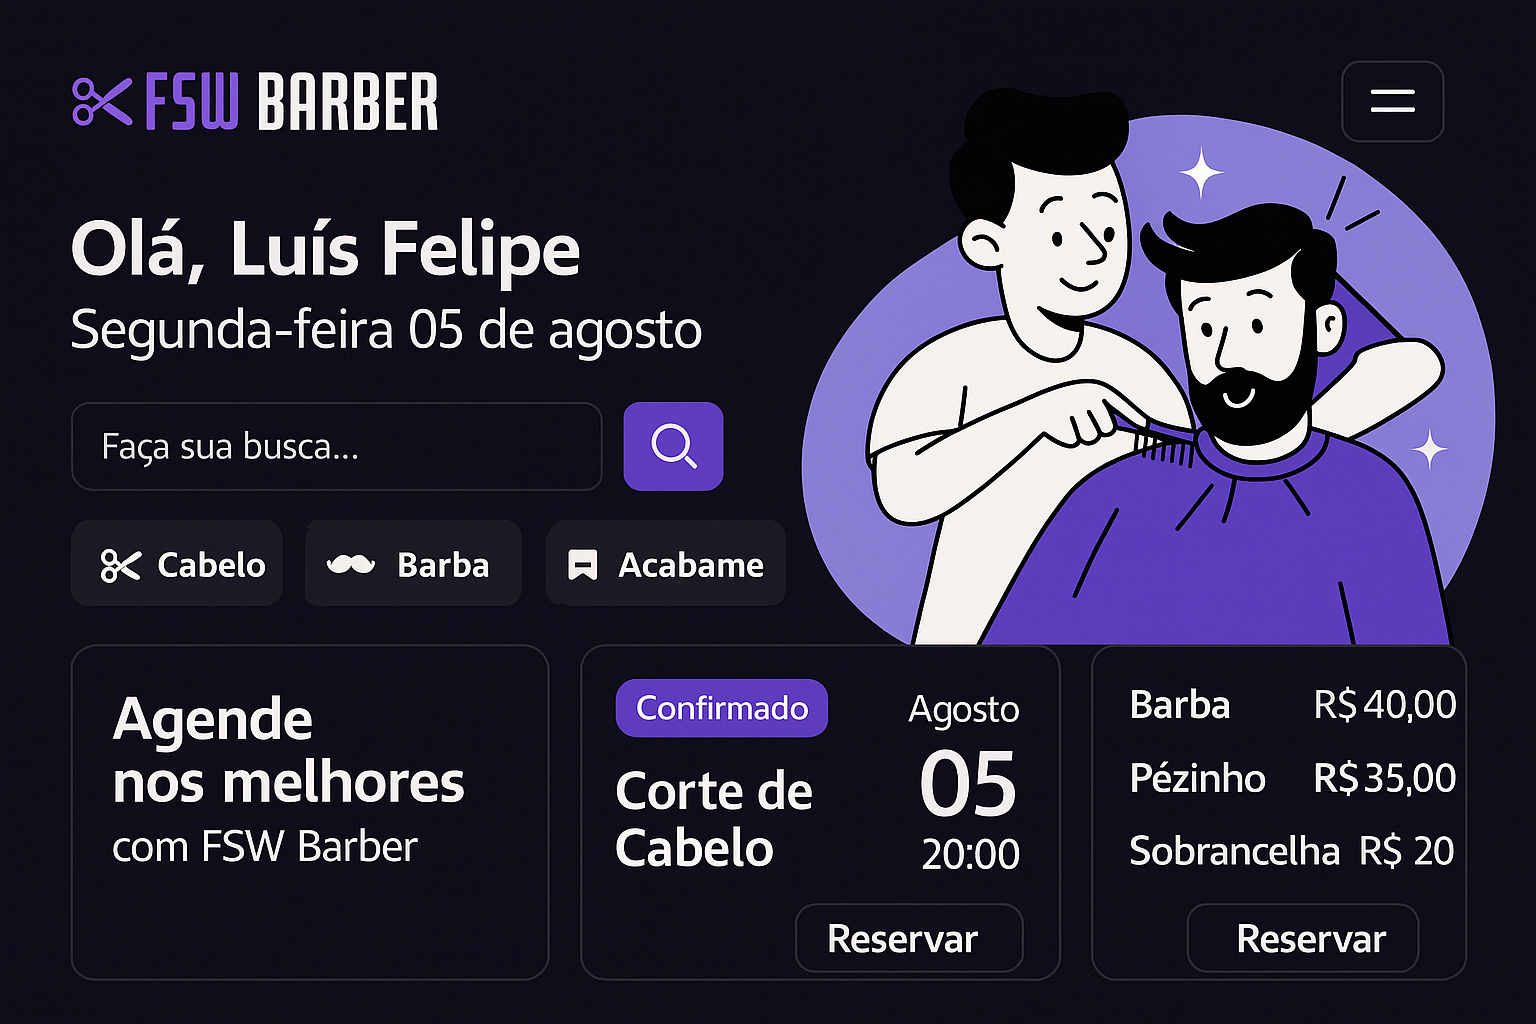 FSW BARBER
Olá, Luís Felipe
Segunda-feira 05 de agosto
Faça sua busca...
Cabelo
Barba
Acabame
Agende
nos melhores
com FSW Barber
Confirmado
Corte de
Cabelo
Agosto
05
20:00
Reservar
Barba R$ 40,00
Pézinho R$ 35,00
Sobrancelha R$ 20
Reservar